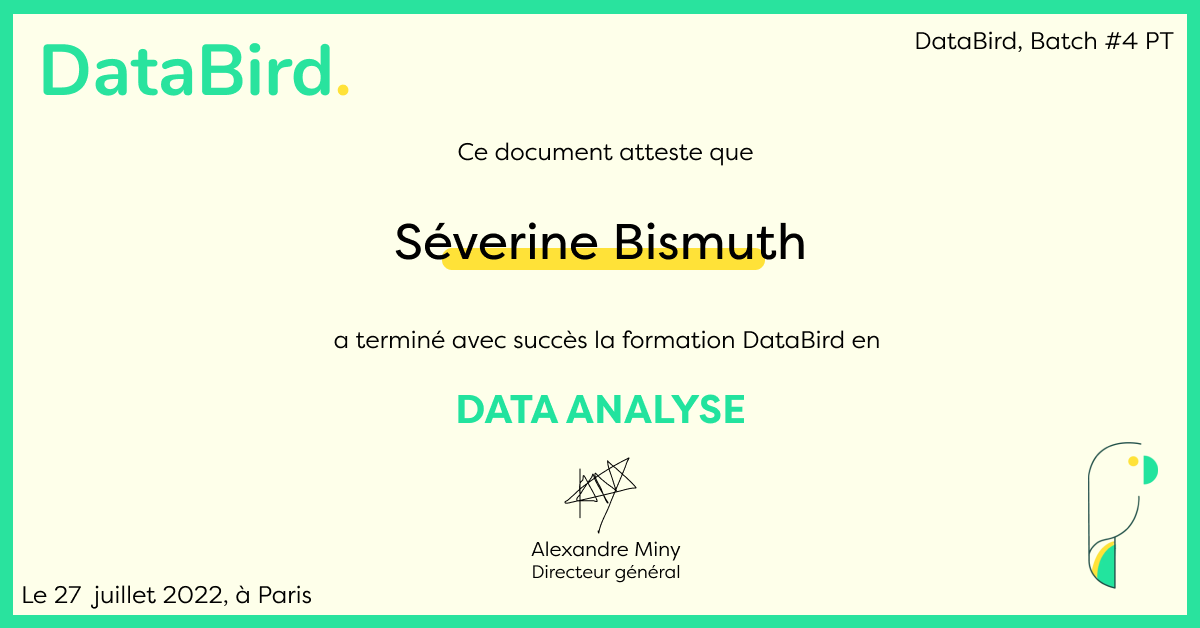 DataBird.
DataBird, Batch #4 PT
Ce document atteste que
Séverine Bismuth
a terminé avec succès la formation DataBird en
DATA ANALYSE
Alexandre Miny
Directeur général
Le 27 juillet 2022, à Paris